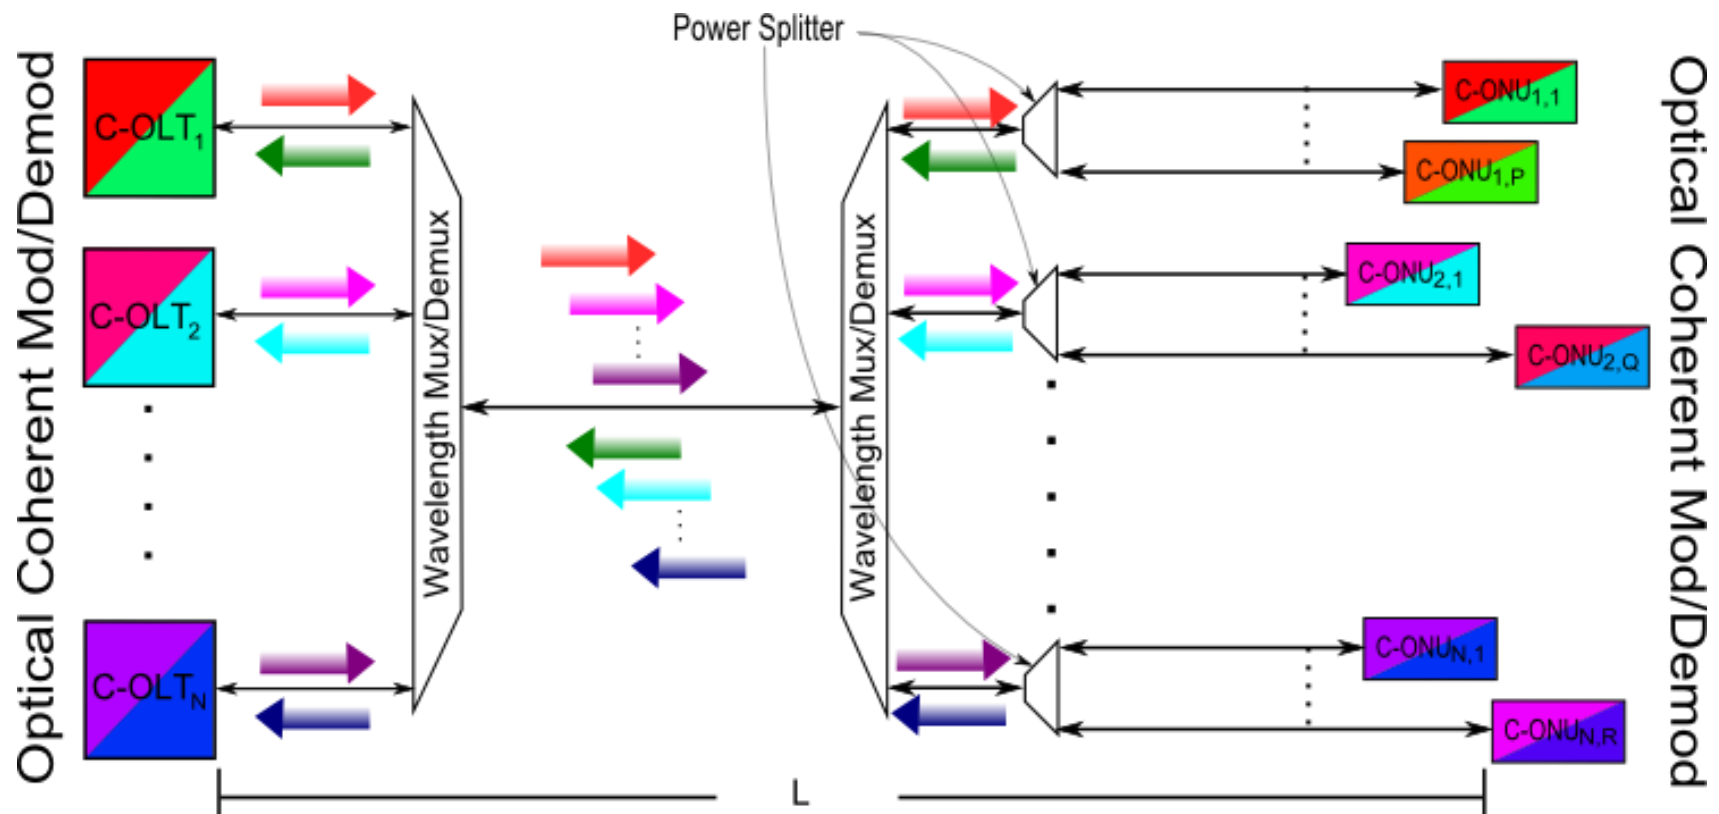 Power Splitter
Optical Coherent Mod/Demod
C-OLT1
C-OLT2
C-OLTN
Wavelength Mux/Demux
Wavelength Mux/Demux
C-ONU1,1
C-ONU1,P
C-ONU2,1
C-ONU2,Q
C-ONUN,1
C-ONUN,R
Optical Coherent Mod/Demod
L